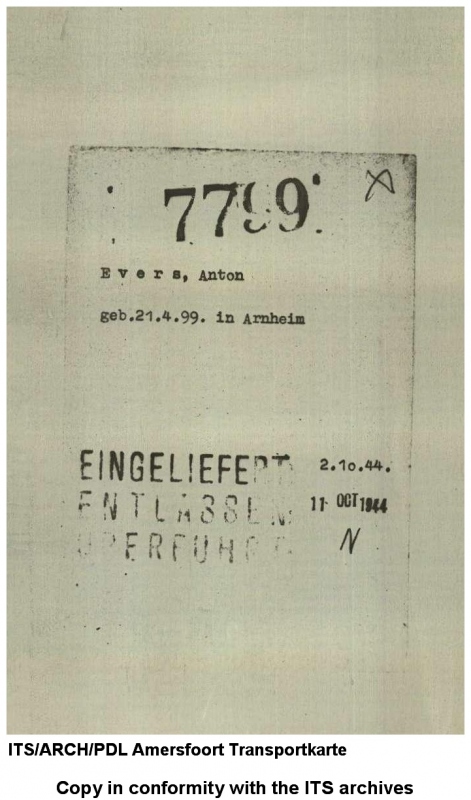 7799.
Evers, Anton
geb.21.4.99. in Arnheim
EINGELIEFERT 2.10.44.
ENTLASSEN 11 OCT 1944
ÜBERFÜHRT N
ITS/ARCH/PDL Amersfoort Transportkarte
Copy in conformity with the ITS archives